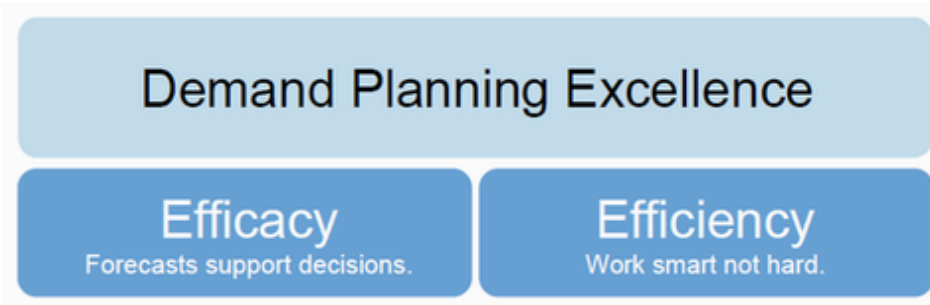 Demand Planning Excellence
Efficacy
Forecasts support decisions.
Efficiency
Work smart not hard.